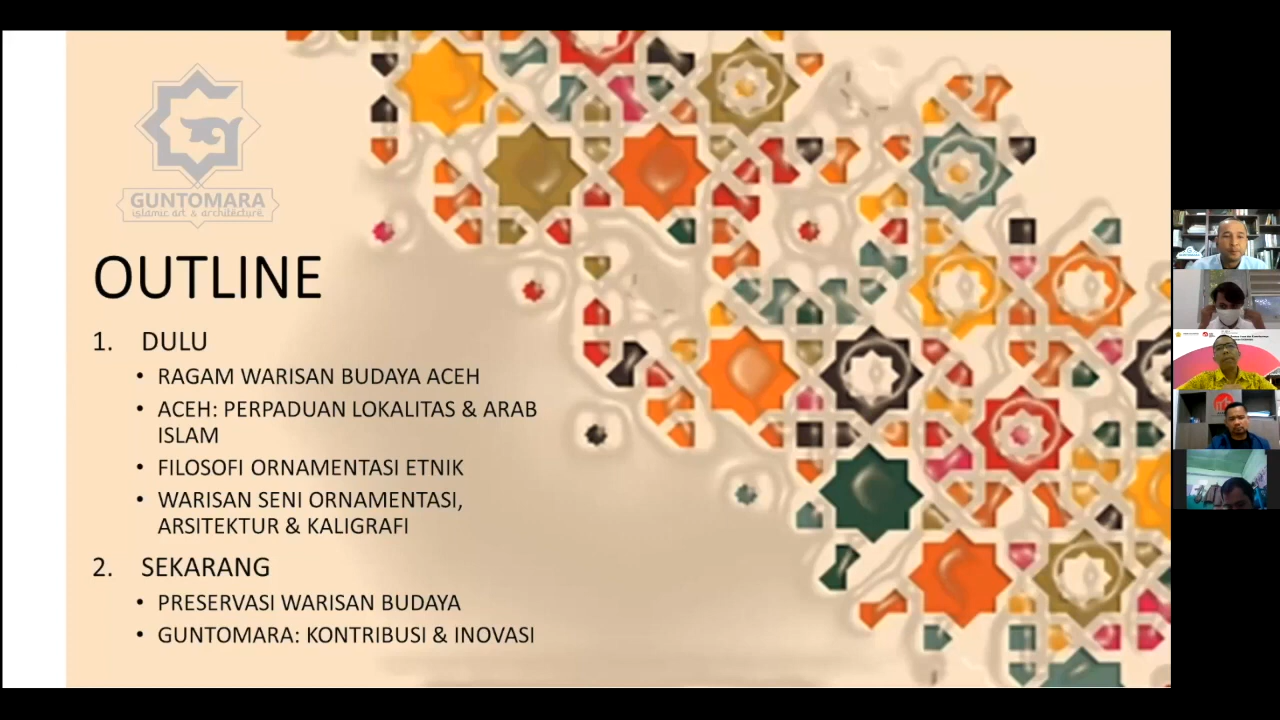 GUNTOMARA
islamic art & architecture
OUTLINE
1. DULU
• RAGAM WARISAN BUDAYA ACEH
• ACEH: PERPADUAN LOKALITAS & ARAB
ISLAM
• FILOSOFI ORNAMENTASI ETNIK
• WARISAN SENI ORNAMENTASI,
ARSITEKTUR & KALIGRAFI
2. SEKARANG
• PRESERVASI WARISAN BUDAYA
• GUNTOMARA: KONTRIBUSI & INOVASI
GUNTOMARA